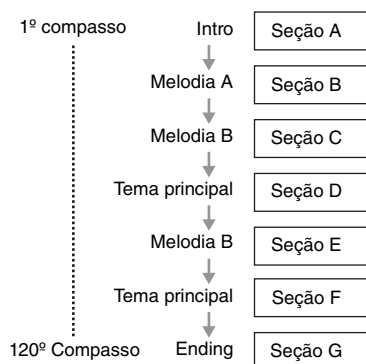 1º compasso Intro Seção A
Melodia A Seção B
Melodia B Seção C
Tema principal Seção D
Melodia B Seção E
Tema principal Seção F
120º Compasso Ending Seção G